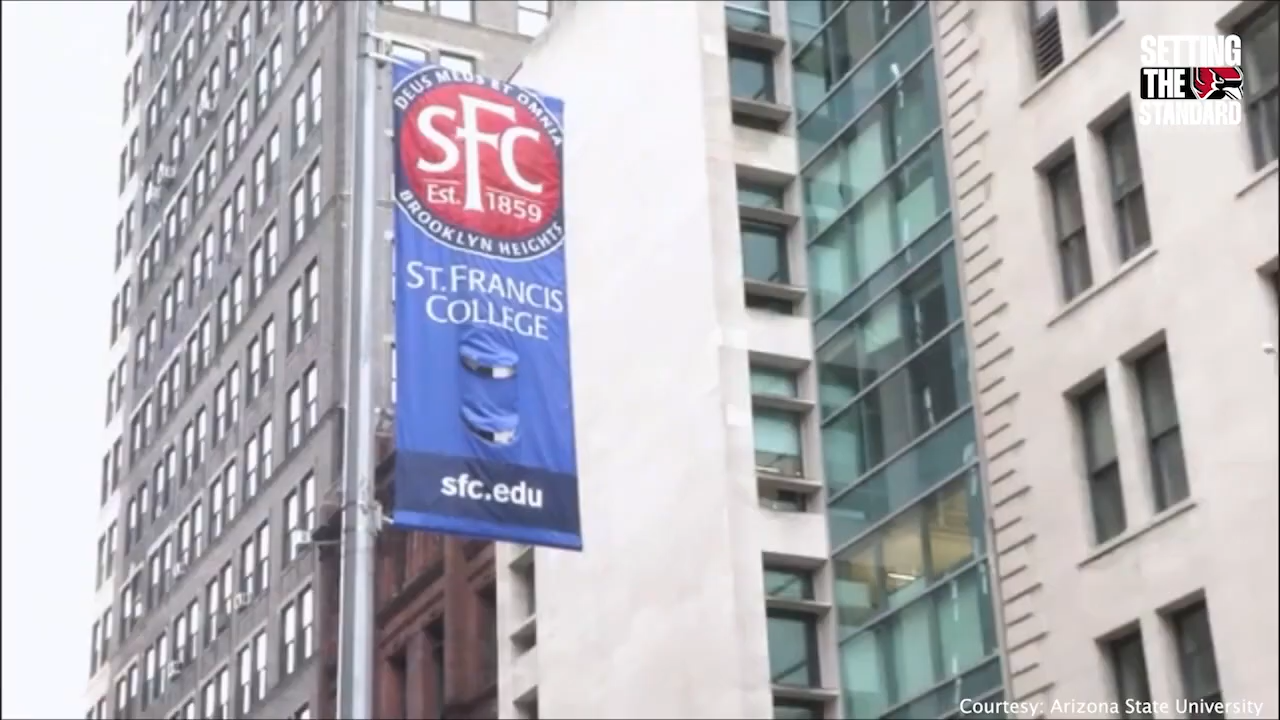 SETTING
THE
STANDARD
DEUS MEUS ET OMNIA
SFC
Est. 1859
BROOKLYN HEIGHTS
ST. FRANCIS
COLLEGE
sfc.edu
Courtesy: Arizona State University